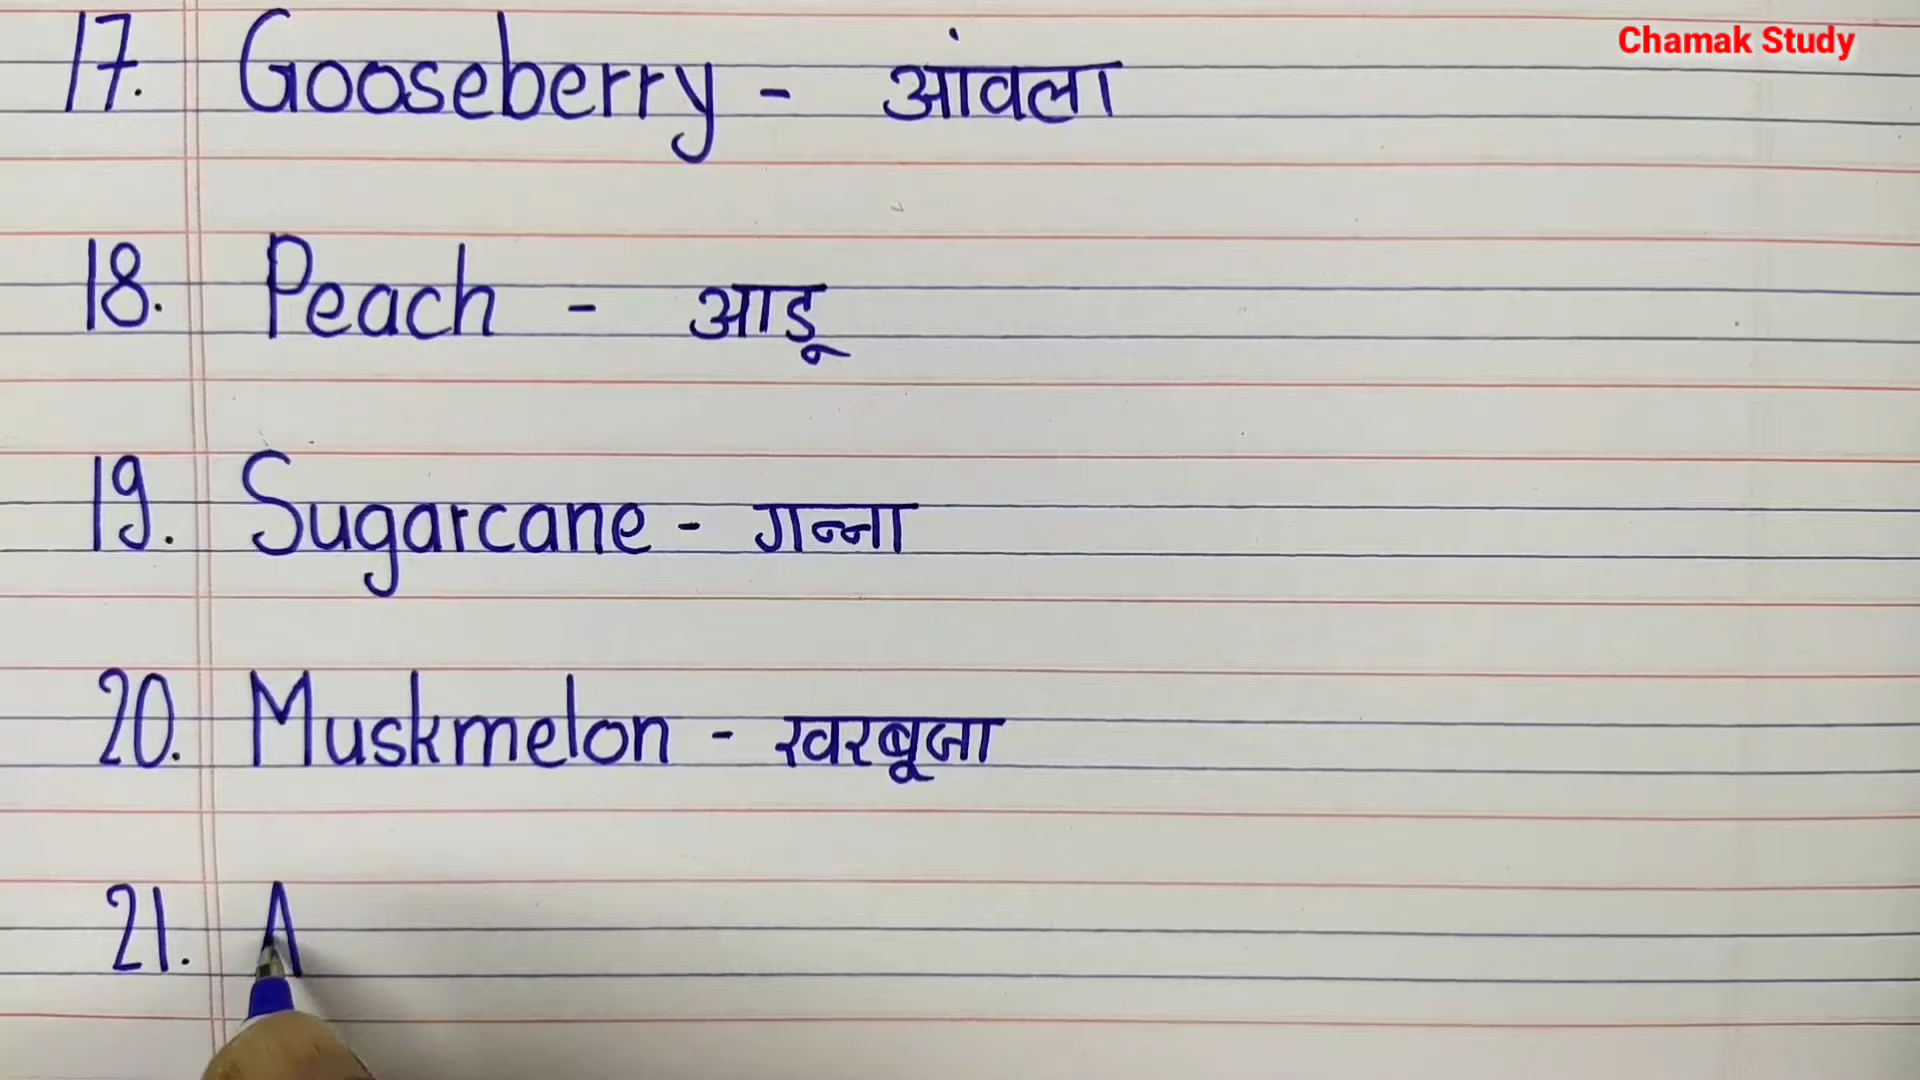 Chamak Study
17. Gooseberry - आंवला
18. Peach - आडू
19. Sugarcane - गन्ना
20. Muskmelon - खरबूजा
21. A